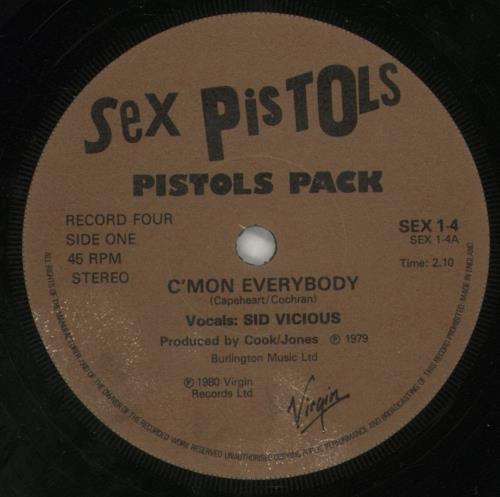 Sex PisTOLs
PISTOLS PACK
RECORD FOUR
SIDE ONE
45 RPM
STEREO
SEX 1-4
SEX 1-4A
Time: 2.10
C'MON EVERYBODY
(Capeheart/Cochran)
Vocals: SID VICIOUS
Produced by Cook/Jones ℗ 1979
Burlington Music Ltd
℗ 1980 Virgin
Records Ltd
Virgin
ALL RIGHTS OF THE MANUFACTURER AND OF THE OWNER OF THE RECORDED WORK RESERVED UNAUTHORISED COPYING PUBLIC PERFORMANCE AND BROADCASTING OF THIS RECORD PROHIBITED. MADE IN ENGLAND